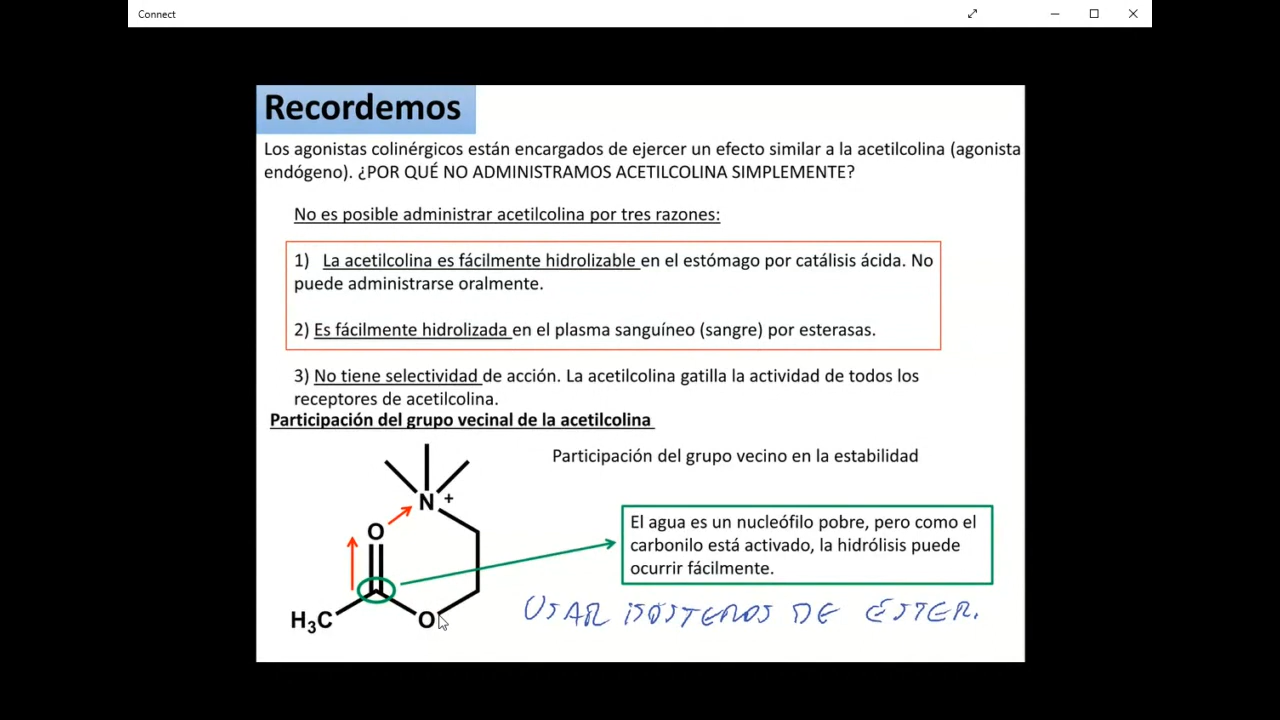 Connect
Recordemos
Los agonistas colinérgicos están encargados de ejercer un efecto similar a la acetilcolina (agonista
endógeno). ¿POR QUÉ NO ADMINISTRAMOS ACETILCOLINA SIMPLEMENTE?
No es posible administrar acetilcolina por tres razones:
1) La acetilcolina es fácilmente hidrolizable en el estómago por catálisis ácida. No
puede administrarse oralmente.
2) Es fácilmente hidrolizada en el plasma sanguíneo (sangre) por esterasas.
3) No tiene selectividad de acción. La acetilcolina gatilla la actividad de todos los
receptores de acetilcolina.
Participación del grupo vecinal de la acetilcolina
Participación del grupo vecino en la estabilidad
N +
O
H₃C
O
El agua es un nucleófilo pobre, pero como el
carbonilo está activado, la hidrólisis puede
ocurrir fácilmente.
USAR ISÓSTEROS DE ÉSTER.